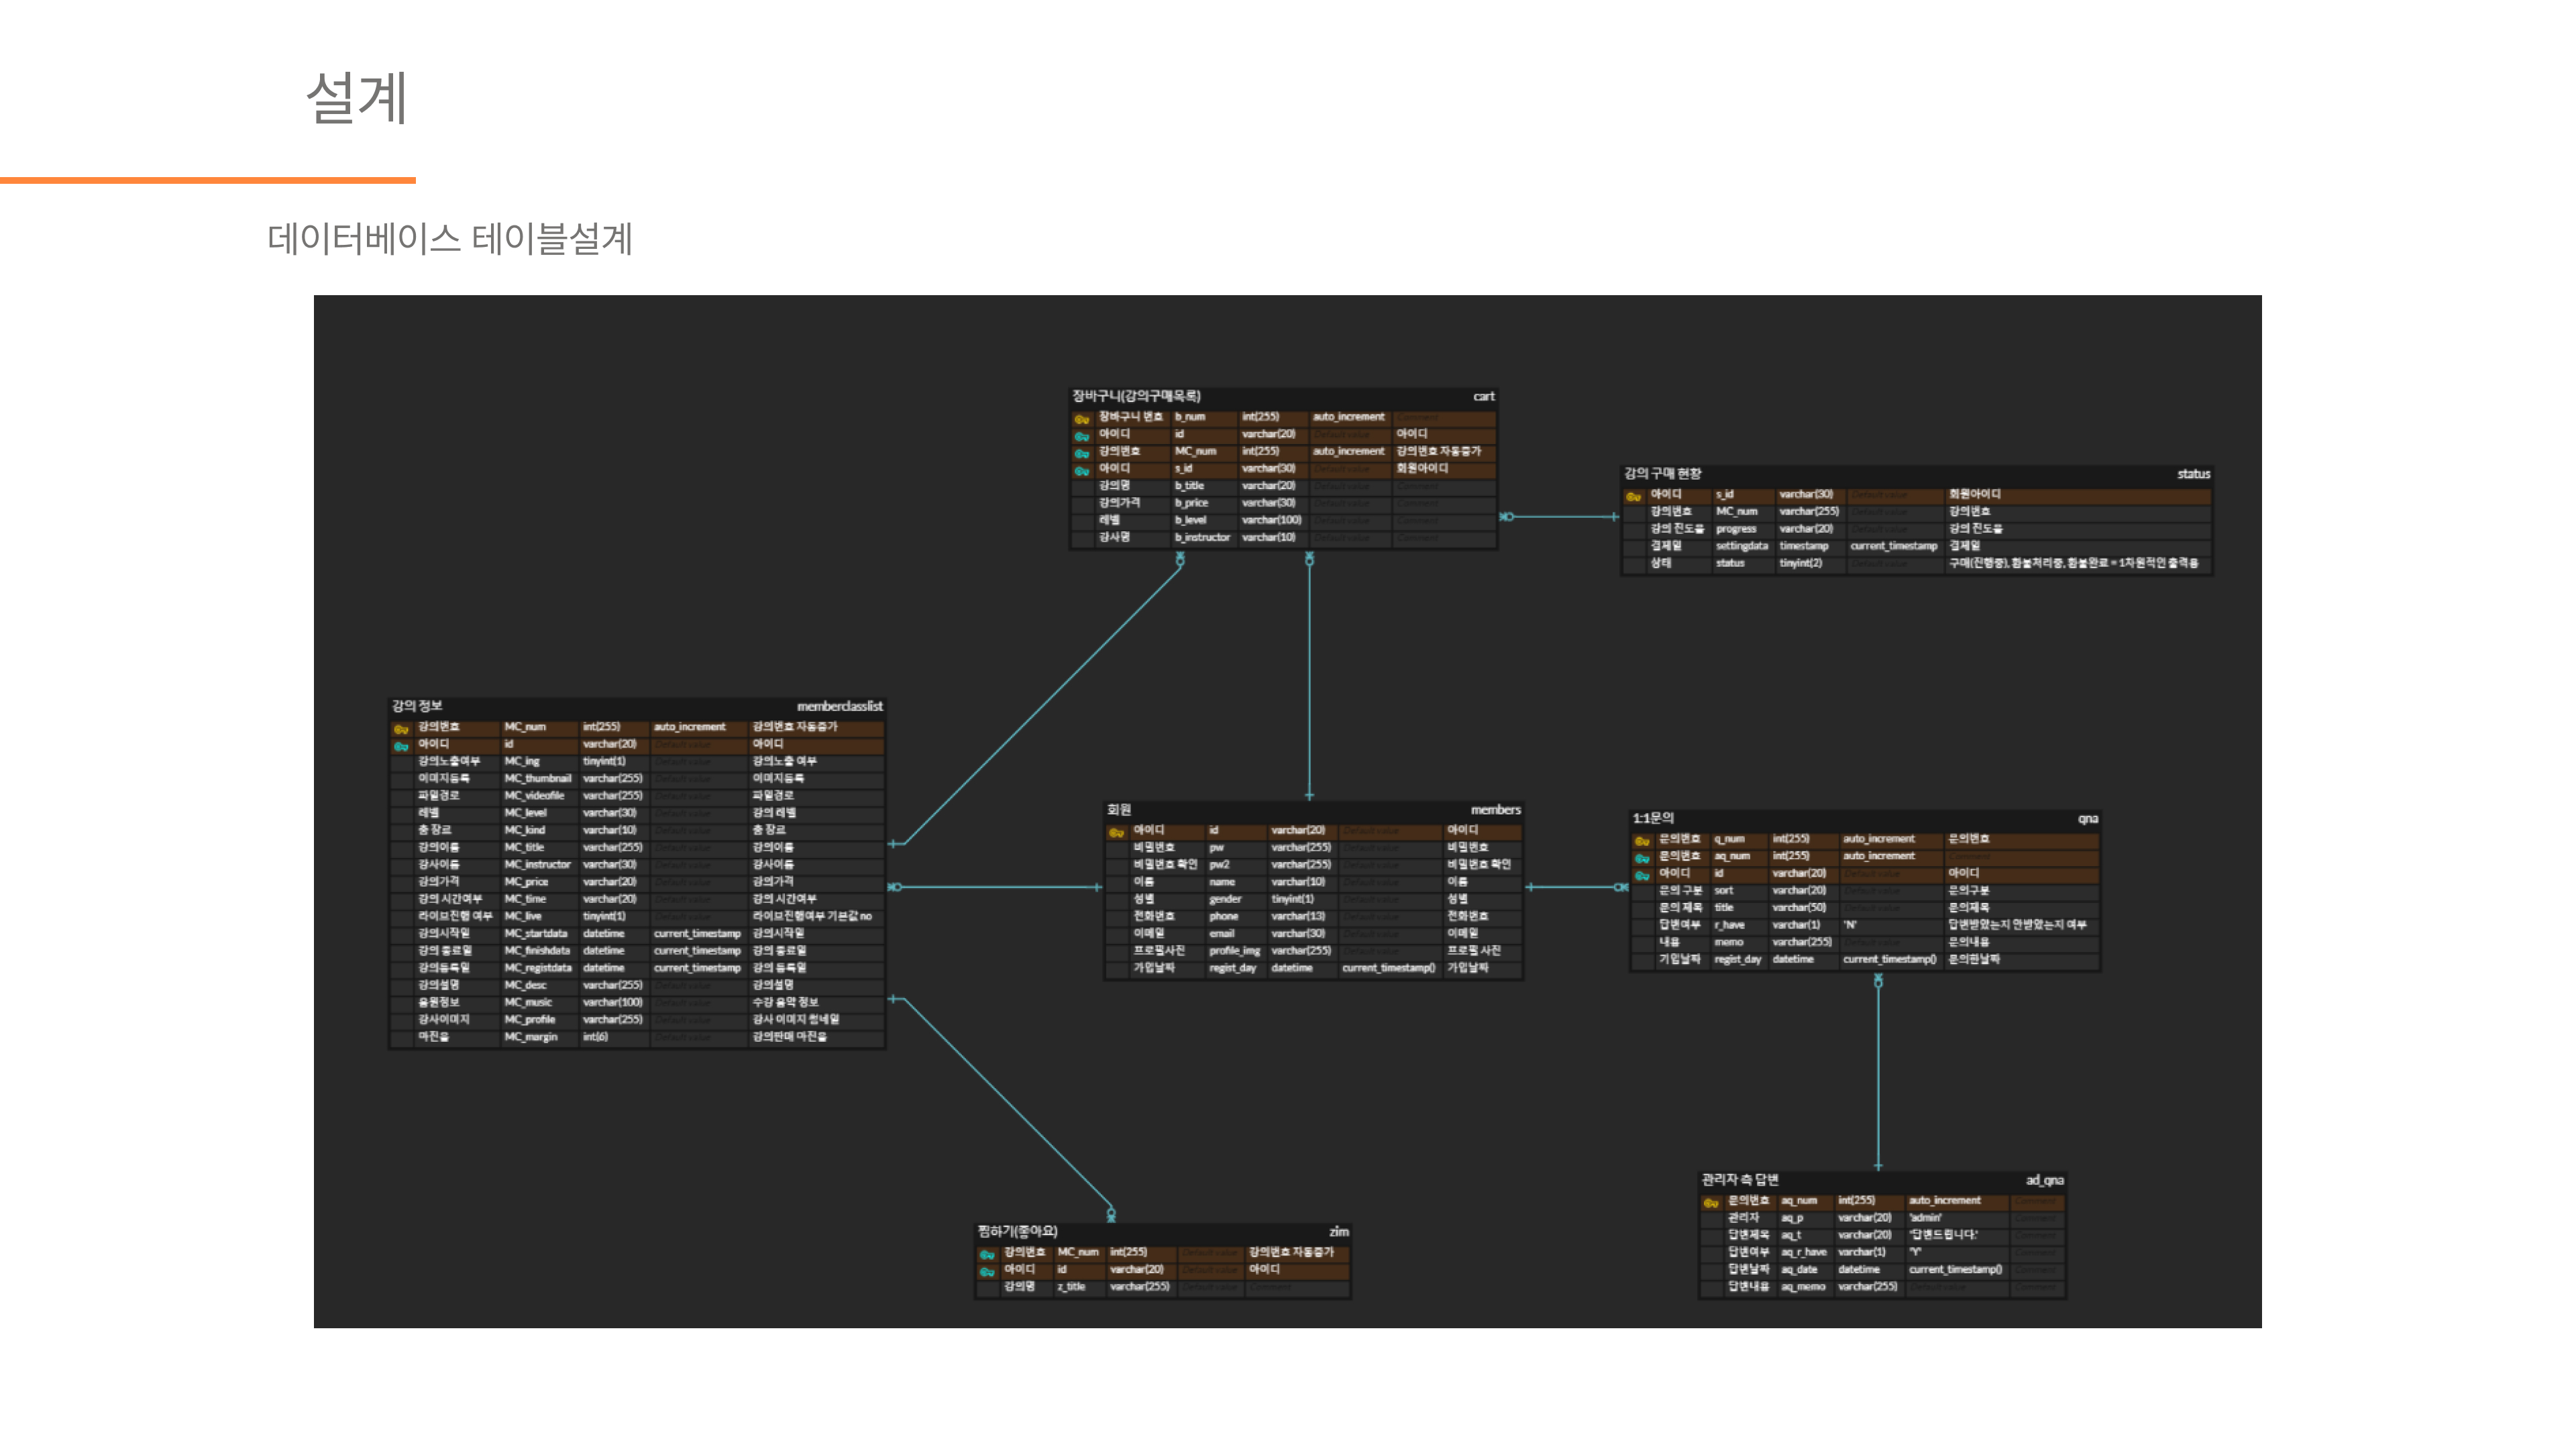 설계
데이터베이스 테이블설계
장바구니(강의구매목록) cart
장바구니 번호 b_num int(255) auto_increment
아이디 id varchar(20) 아이디
강의번호 MC_num int(255) auto_increment 강의번호 자동증가
아이디 s_id varchar(30) 회원아이디
강의명 b_title varchar(20)
강의가격 b_price varchar(30)
레벨 b_level varchar(100)
강사명 b_instructor varchar(10)
강의 구매 현황 status
아이디 s_id varchar(30) 회원아이디
강의번호 MC_num varchar(255) 강의번호
강의 진도율 progress varchar(20) 강의 진도율
결제일 settingdata timestamp current_timestamp 결제일
상태 status tinyint(2) 구매(진행중), 환불처리중, 환불완료 = 1차원적인 출력용
강의 정보 memberclasslist
강의번호 MC_num int(255) auto_increment 강의번호 자동증가
아이디 id varchar(20) Default value 아이디
강의노출여부 MC_ing tinyint(1) Default value 강의노출 여부
이미지등록 MC_thumbnail varchar(255) Default value 이미지등록
파일경로 MC_videofile varchar(255) Default value 파일경로
레벨 MC_level varchar(30) Default value 강의 레벨
춤 장르 MC_kind varchar(10) Default value 춤 장르
강의이름 MC_title varchar(255) Default value 강의이름
강사이름 MC_instructor varchar(30) Default value 강사이름
강의가격 MC_price varchar(20) Default value 강의가격
강의 시간여부 MC_time varchar(20) Default value 강의 시간여부
라이브진행 여부 MC_live tinyint(1) Default value 라이브진행여부 기본값 no
강의시작일 MC_startdata datetime current_timestamp 강의시작일
강의 종료일 MC_finishdata datetime current_timestamp 강의 종료일
강의등록일 MC_registdata datetime current_timestamp 강의 등록일
강의설명 MC_desc varchar(255) Default value 강의설명
음원정보 MC_music varchar(100) Default value 수강 음악 정보
강사이미지 MC_profile varchar(255) Default value 강사 이미지 썸네일
마진율 MC_margin int(6) Default value 강의판매 마진율
회원 members
아이디 id varchar(20) Default value 아이디
비밀번호 pw varchar(255) Default value 비밀번호
비밀번호 확인 pw2 varchar(255) Default value 비밀번호 확인
이름 name varchar(10) Default value 이름
성별 gender tinyint(1) Default value 성별
전화번호 phone varchar(13) Default value 전화번호
이메일 email varchar(30) Default value 이메일
프로필사진 profile_img varchar(255) Default value 프로필 사진
가입날짜 regist_day datetime current_timestamp() 가입날짜
1:1문의 qna
문의번호 q_num int(255) auto_increment 문의번호
문의번호 aq_num int(255) auto_increment
아이디 id varchar(20) Default value 아이디
문의 구분 sort varchar(20) Default value 문의구분
문의 제목 title varchar(50) Default value 문의제목
답변여부 r_have varchar(1) 'N' 답변받았는지 안받았는지 여부
내용 memo varchar(255) Default value 문의내용
가입날짜 regist_day datetime current_timestamp() 문의한날짜
찜하기(좋아요) zim
강의번호 MC_num int(255) Default value 강의번호 자동증가
아이디 id varchar(20) Default value 아이디
강의명 z_title varchar(255) Default value Comment
관리자 측 답변 ad_qna
문의번호 aq_num int(255) auto_increment
관리자 aq_p varchar(20) 'admin'
답변제목 aq_t varchar(20) '답변드립니다.'
답변여부 aq_r_have varchar(1) 'Y'
답변날짜 aq_date datetime current_timestamp()
답변내용 aq_memo varchar(255) Default value